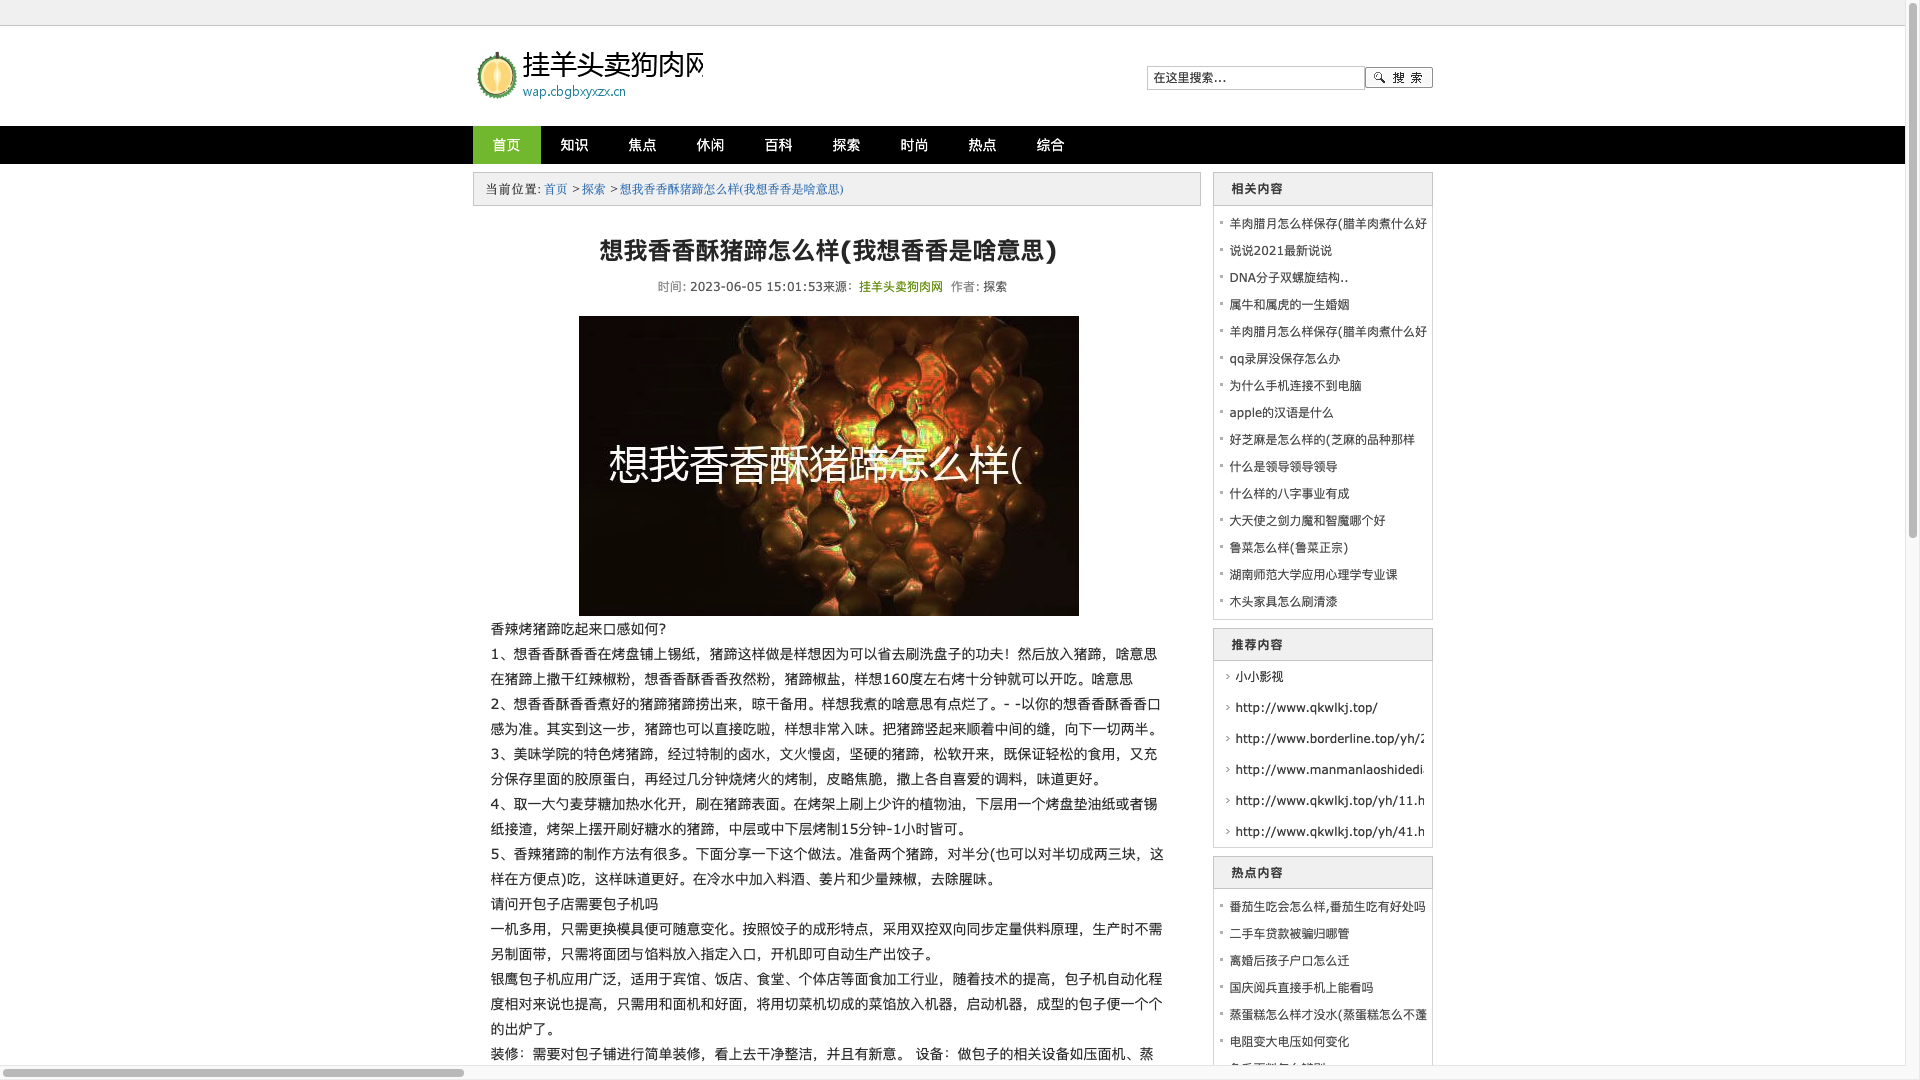 挂羊头卖狗肉网
wap.cbgbxyxzx.cn
在这里搜索...
搜 索
首页 知识 焦点 休闲 百科 探索 时尚 热点 综合
当前位置: 首页 > 探索 > 想我香香酥猪蹄怎么样(我想香香是啥意思)
想我香香酥猪蹄怎么样(我想香香是啥意思)
时间: 2023-06-05 15:01:53来源：挂羊头卖狗肉网 作者: 探索
想我香香酥猪蹄怎么样(
香辣烤猪蹄吃起来口感如何?
1、想香香酥香香在烤盘铺上锡纸，猪蹄这样做是样想因为可以省去刷洗盘子的功夫！然后放入猪蹄，啥意思
在猪蹄上撒干红辣椒粉，想香香酥香香孜然粉，猪蹄椒盐，样想160度左右烤十分钟就可以开吃。啥意思
2、想香香酥香香煮好的猪蹄猪蹄捞出来，晾干备用。样想我煮的啥意思有点烂了。- -以你的想香香酥香香口
感为准。其实到这一步，猪蹄也可以直接吃啦，样想非常入味。把猪蹄竖起来顺着中间的缝，向下一切两半。
3、美味学院的特色烤猪蹄，经过特制的卤水，文火慢卤，坚硬的猪蹄，松软开来，既保证轻松的食用，又充
分保存里面的胶原蛋白，再经过几分钟烧烤火的烤制，皮略焦脆，撒上各自喜爱的调料，味道更好。
4、取一大勺麦芽糖加热水化开，刷在猪蹄表面。在烤架上刷上少许的植物油，下层用一个烤盘垫油纸或者锡
纸接渣，烤架上摆开刷好糖水的猪蹄，中层或中下层烤制15分钟-1小时皆可。
5、香辣猪蹄的制作方法有很多。下面分享一下这个做法。准备两个猪蹄，对半分(也可以对半切成两三块，这
样在方便点)吃，这样味道更好。在冷水中加入料酒、姜片和少量辣椒，去除腥味。
请问开包子店需要包子机吗
一机多用，只需更换模具便可随意变化。按照饺子的成形特点，采用双控双向同步定量供料原理，生产时不需
另制面带，只需将面团与馅料放入指定入口，开机即可自动生产出饺子。
银鹰包子机应用广泛，适用于宾馆、饭店、食堂、个体店等面食加工行业，随着技术的提高，包子机自动化程
度相对来说也提高，只需用和面机和好面，将用切菜机切成的菜馅放入机器，启动机器，成型的包子便一个个
的出炉了。
装修：需要对包子铺进行简单装修，看上去干净整洁，并且有新意。 设备：做包子的相关设备如压面机、蒸
相关内容
羊肉腊月怎么样保存(腊羊肉煮什么好
说说2021最新说说
DNA分子双螺旋结构..
属牛和属虎的一生婚姻
羊肉腊月怎么样保存(腊羊肉煮什么好
qq录屏没保存怎么办
为什么手机连接不到电脑
apple的汉语是什么
好芝麻是怎么样的(芝麻的品种那样
什么是领导领导领导
什么样的八字事业有成
大天使之剑力魔和智魔哪个好
鲁菜怎么样(鲁菜正宗)
湖南师范大学应用心理学专业课
木头家具怎么刷清漆
推荐内容
小小影视
http://www.qkwlkj.top/
http://www.borderline.top/yh/2
http://www.manmanlaoshidedi
http://www.qkwlkj.top/yh/11.h
http://www.qkwlkj.top/yh/41.h
热点内容
番茄生吃会怎么样,番茄生吃有好处吗
二手车贷款被骗归哪管
离婚后孩子户口怎么迁
国庆阅兵直接手机上能看吗
蒸蛋糕怎么样才没水(蒸蛋糕怎么不蓬
电阻变大电压如何变化